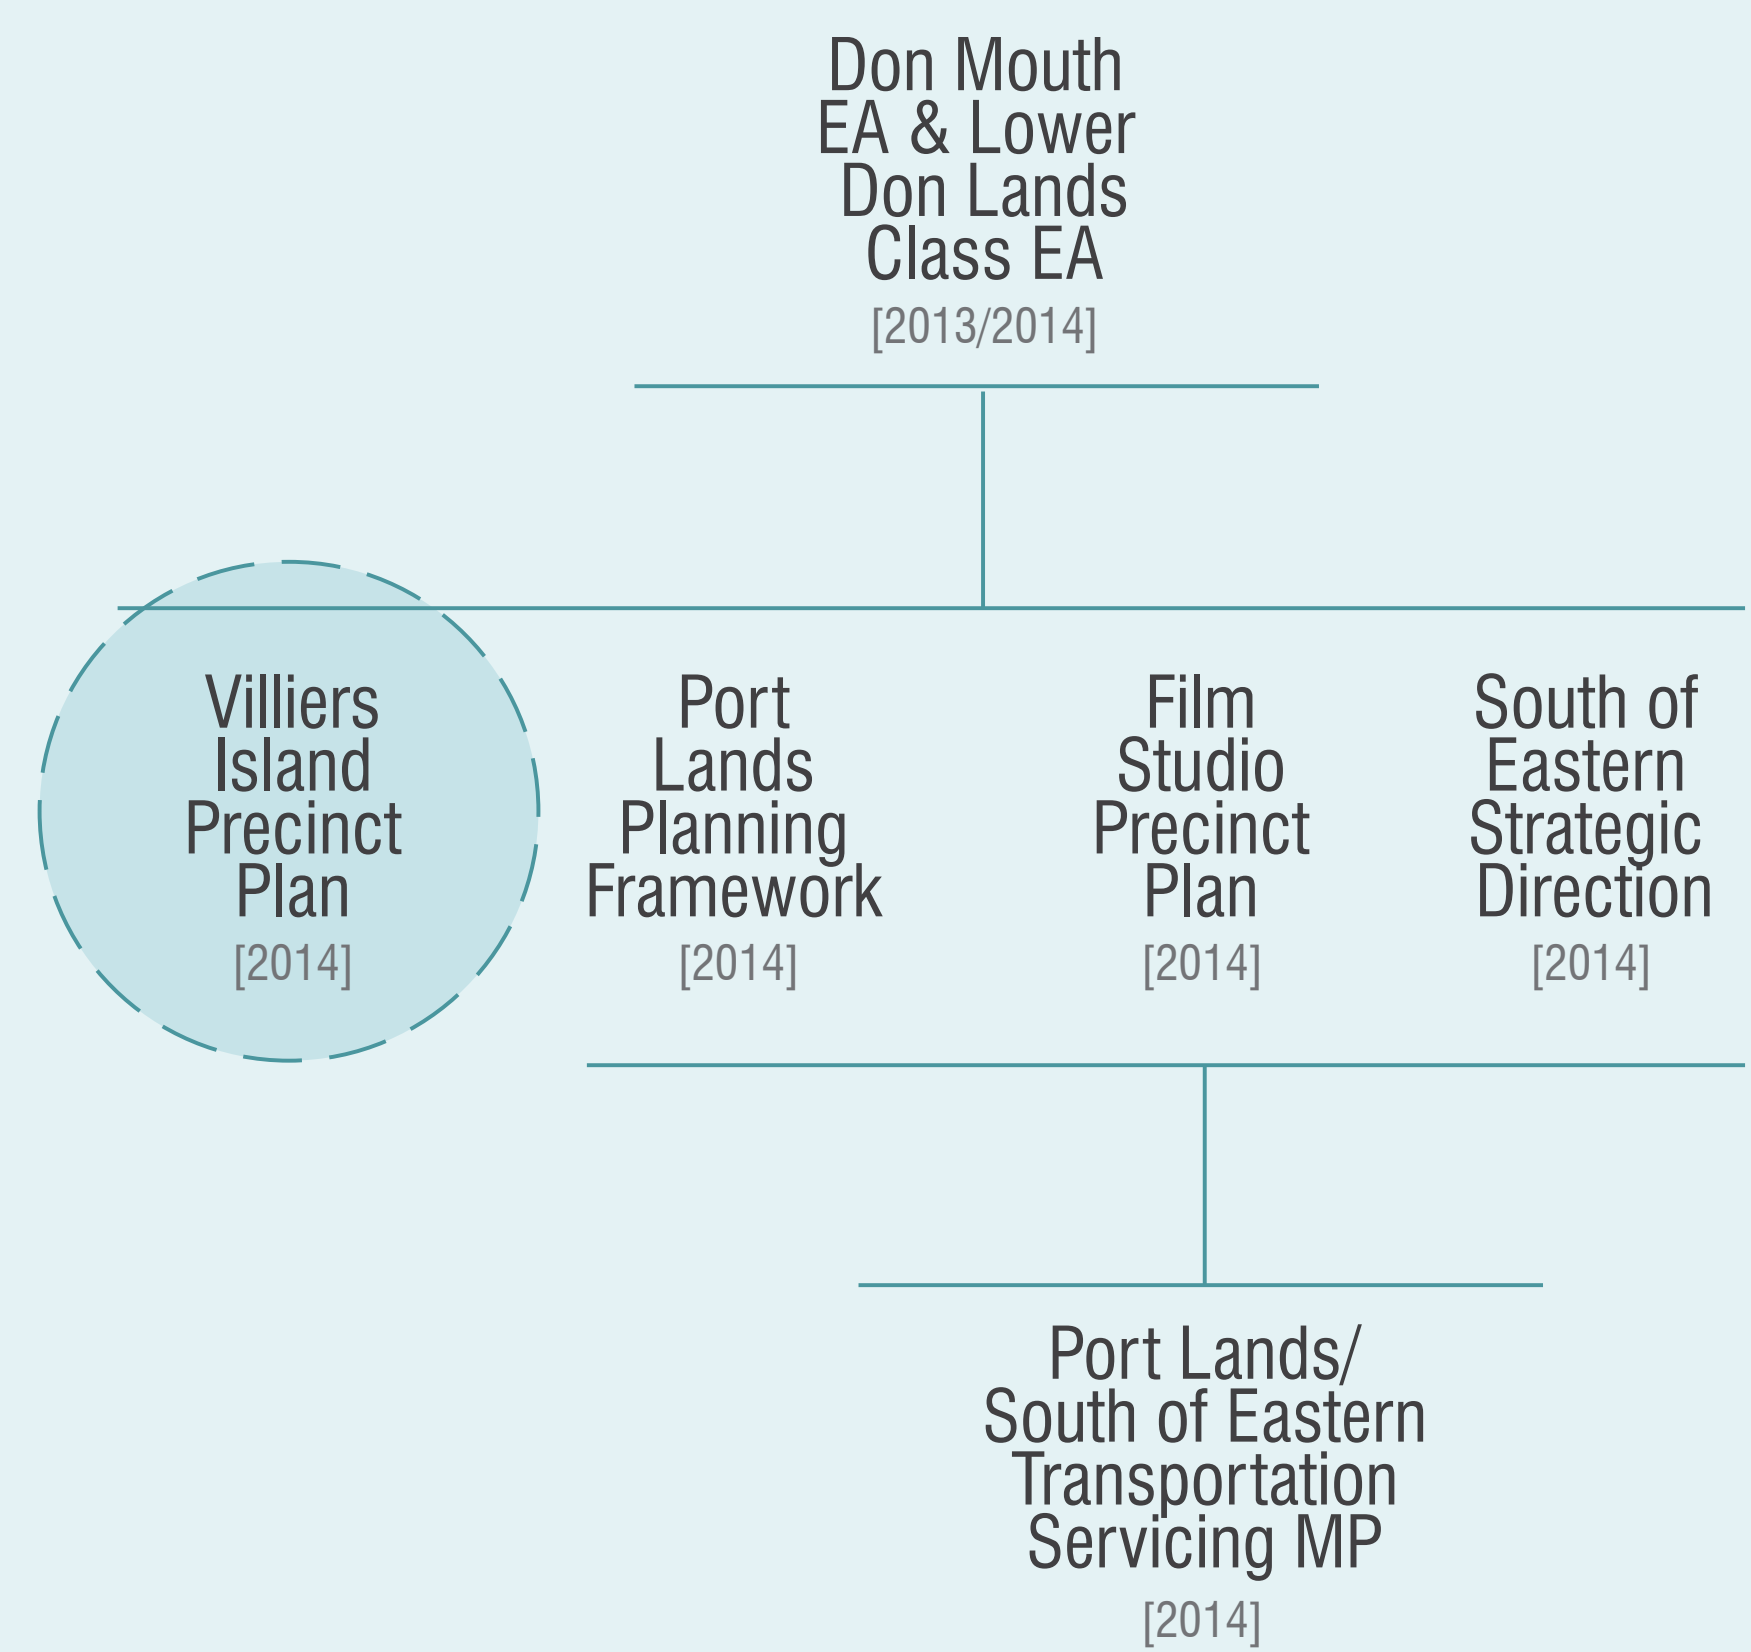 Don Mouth
EA & Lower
Don Lands
Class EA
[2013/2014]
Villiers
Island
Precinct
Plan
[2014]
Port
Lands
Planning
Framework
[2014]
Film
Studio
Precinct
Plan
[2014]
South of
Eastern
Strategic
Direction
[2014]
Port Lands/
South of Eastern
Transportation
Servicing MP
[2014]